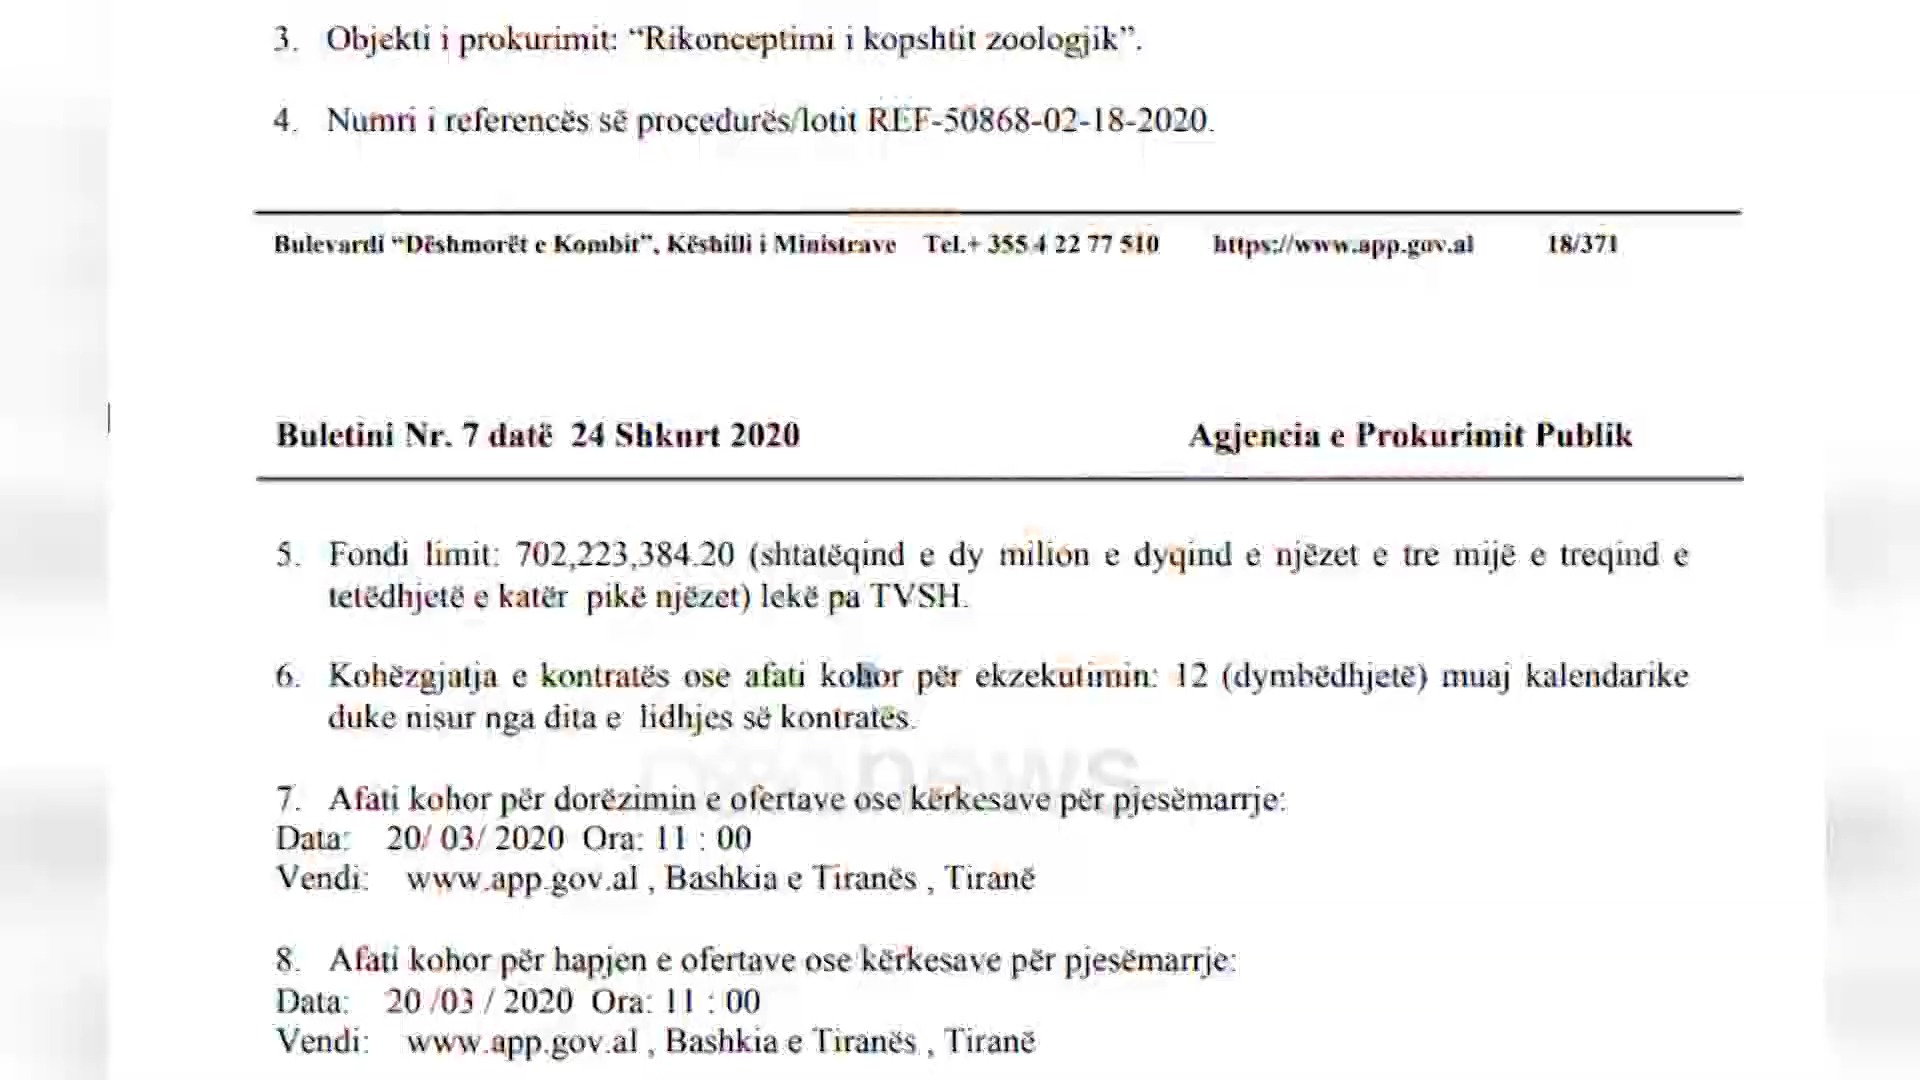 3. Objekti i prokurimit: “Rikonceptimi i kopshtit zoologjik”.
4. Numri i referencës së procedurës/lotit REF-50868-02-18-2020.
Bulevardi “Dëshmorët e Kombit”, Këshilli i Ministrave Tel.+ 355 4 22 77 510 https://www.app.gov.al 18/371
Buletini Nr. 7 datë 24 Shkurt 2020 Agjencia e Prokurimit Publik
5. Fondi limit: 702,223,384.20 (shtatëqind e dy milion e dyqind e njëzet e tre mijë e treqind e
tetëdhjetë e katër pikë njëzet) lekë pa TVSH.
6. Kohëzgjatja e kontratës ose afati kohor për ekzekutimin: 12 (dymbëdhjetë) muaj kalendarike
duke nisur nga dita e lidhjes së kontratës.
news
7. Afati kohor për dorëzimin e ofertave ose kërkesave për pjesëmarrje:
Data: 20/ 03/ 2020 Ora: 11 : 00
Vendi: www.app.gov.al , Bashkia e Tiranës , Tiranë
8. Afati kohor për hapjen e ofertave ose kërkesave për pjesëmarrje:
Data: 20 /03 / 2020 Ora: 11 : 00
Vendi: www.app.gov.al , Bashkia e Tiranës , Tiranë